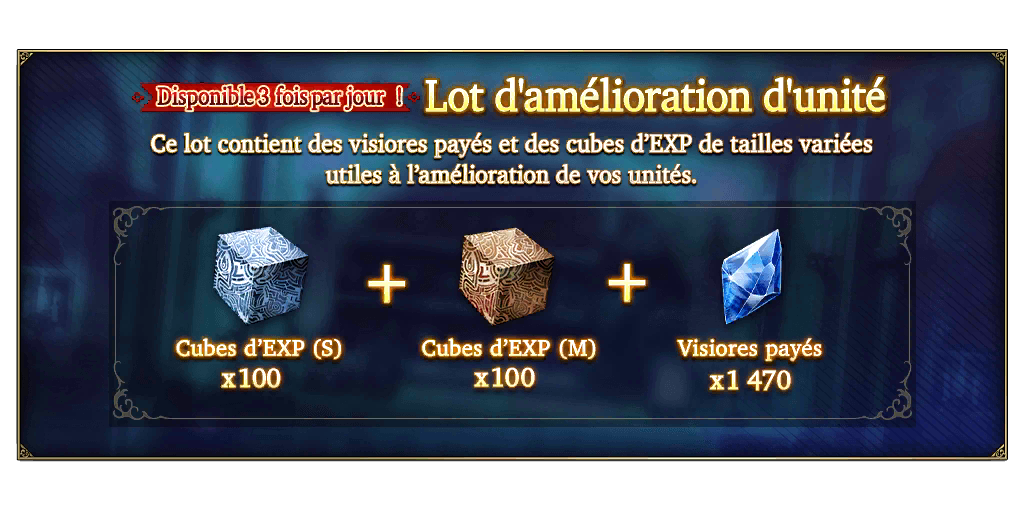 Disponible 3 fois par jour !
Lot d'amélioration d'unité
Ce lot contient des visiores payés et des cubes d’EXP de tailles variées
utiles à l’amélioration de vos unités.
Cubes d’EXP (S)
x100
+
Cubes d’EXP (M)
x100
+
Visiores payés
x1 470